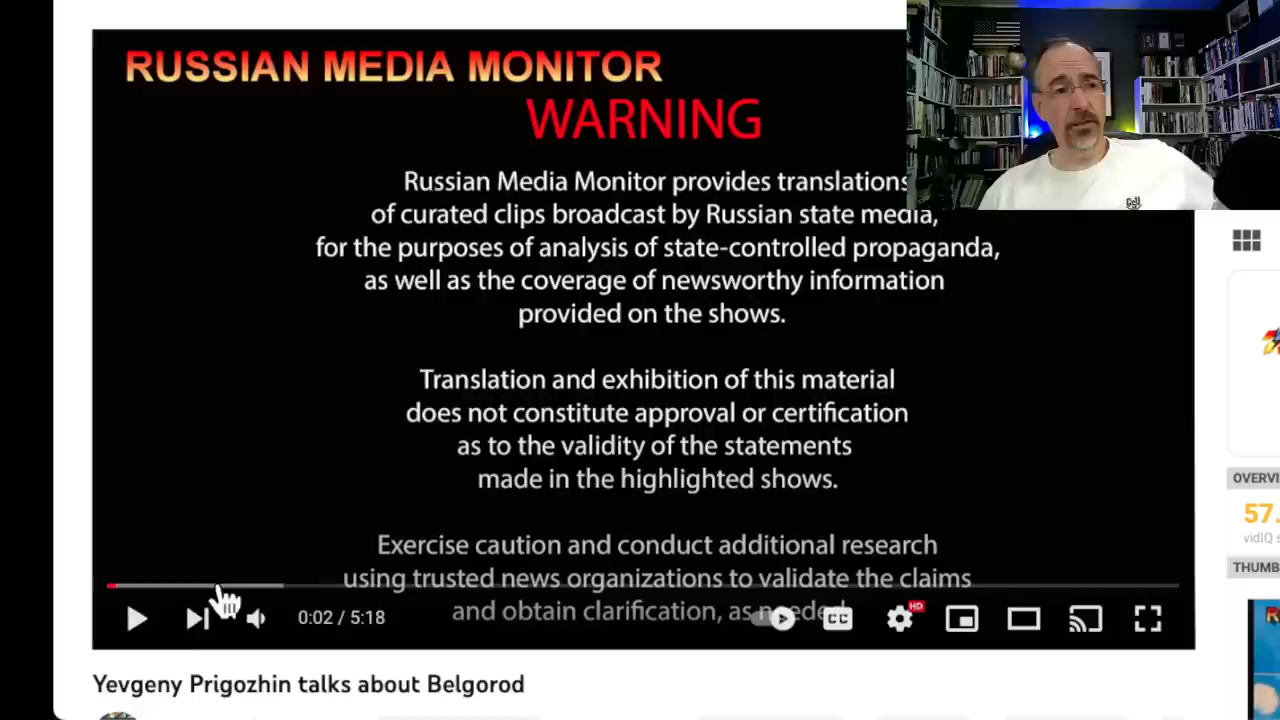 RUSSIAN MEDIA MONITOR
WARNING
Russian Media Monitor provides translations
of curated clips broadcast by Russian state media,
for the purposes of analysis of state-controlled propaganda,
as well as the coverage of newsworthy information
provided on the shows.
Translation and exhibition of this material
does not constitute approval or certification
as to the validity of the statements
made in the highlighted shows.
Exercise caution and conduct additional research
using trusted news organizations to validate the claims
and obtain clarification, as needed.
0:02 / 5:18
CC
HD
Yevgeny Prigozhin talks about Belgorod
OVERVI
57.
vidIQ s
THUMB